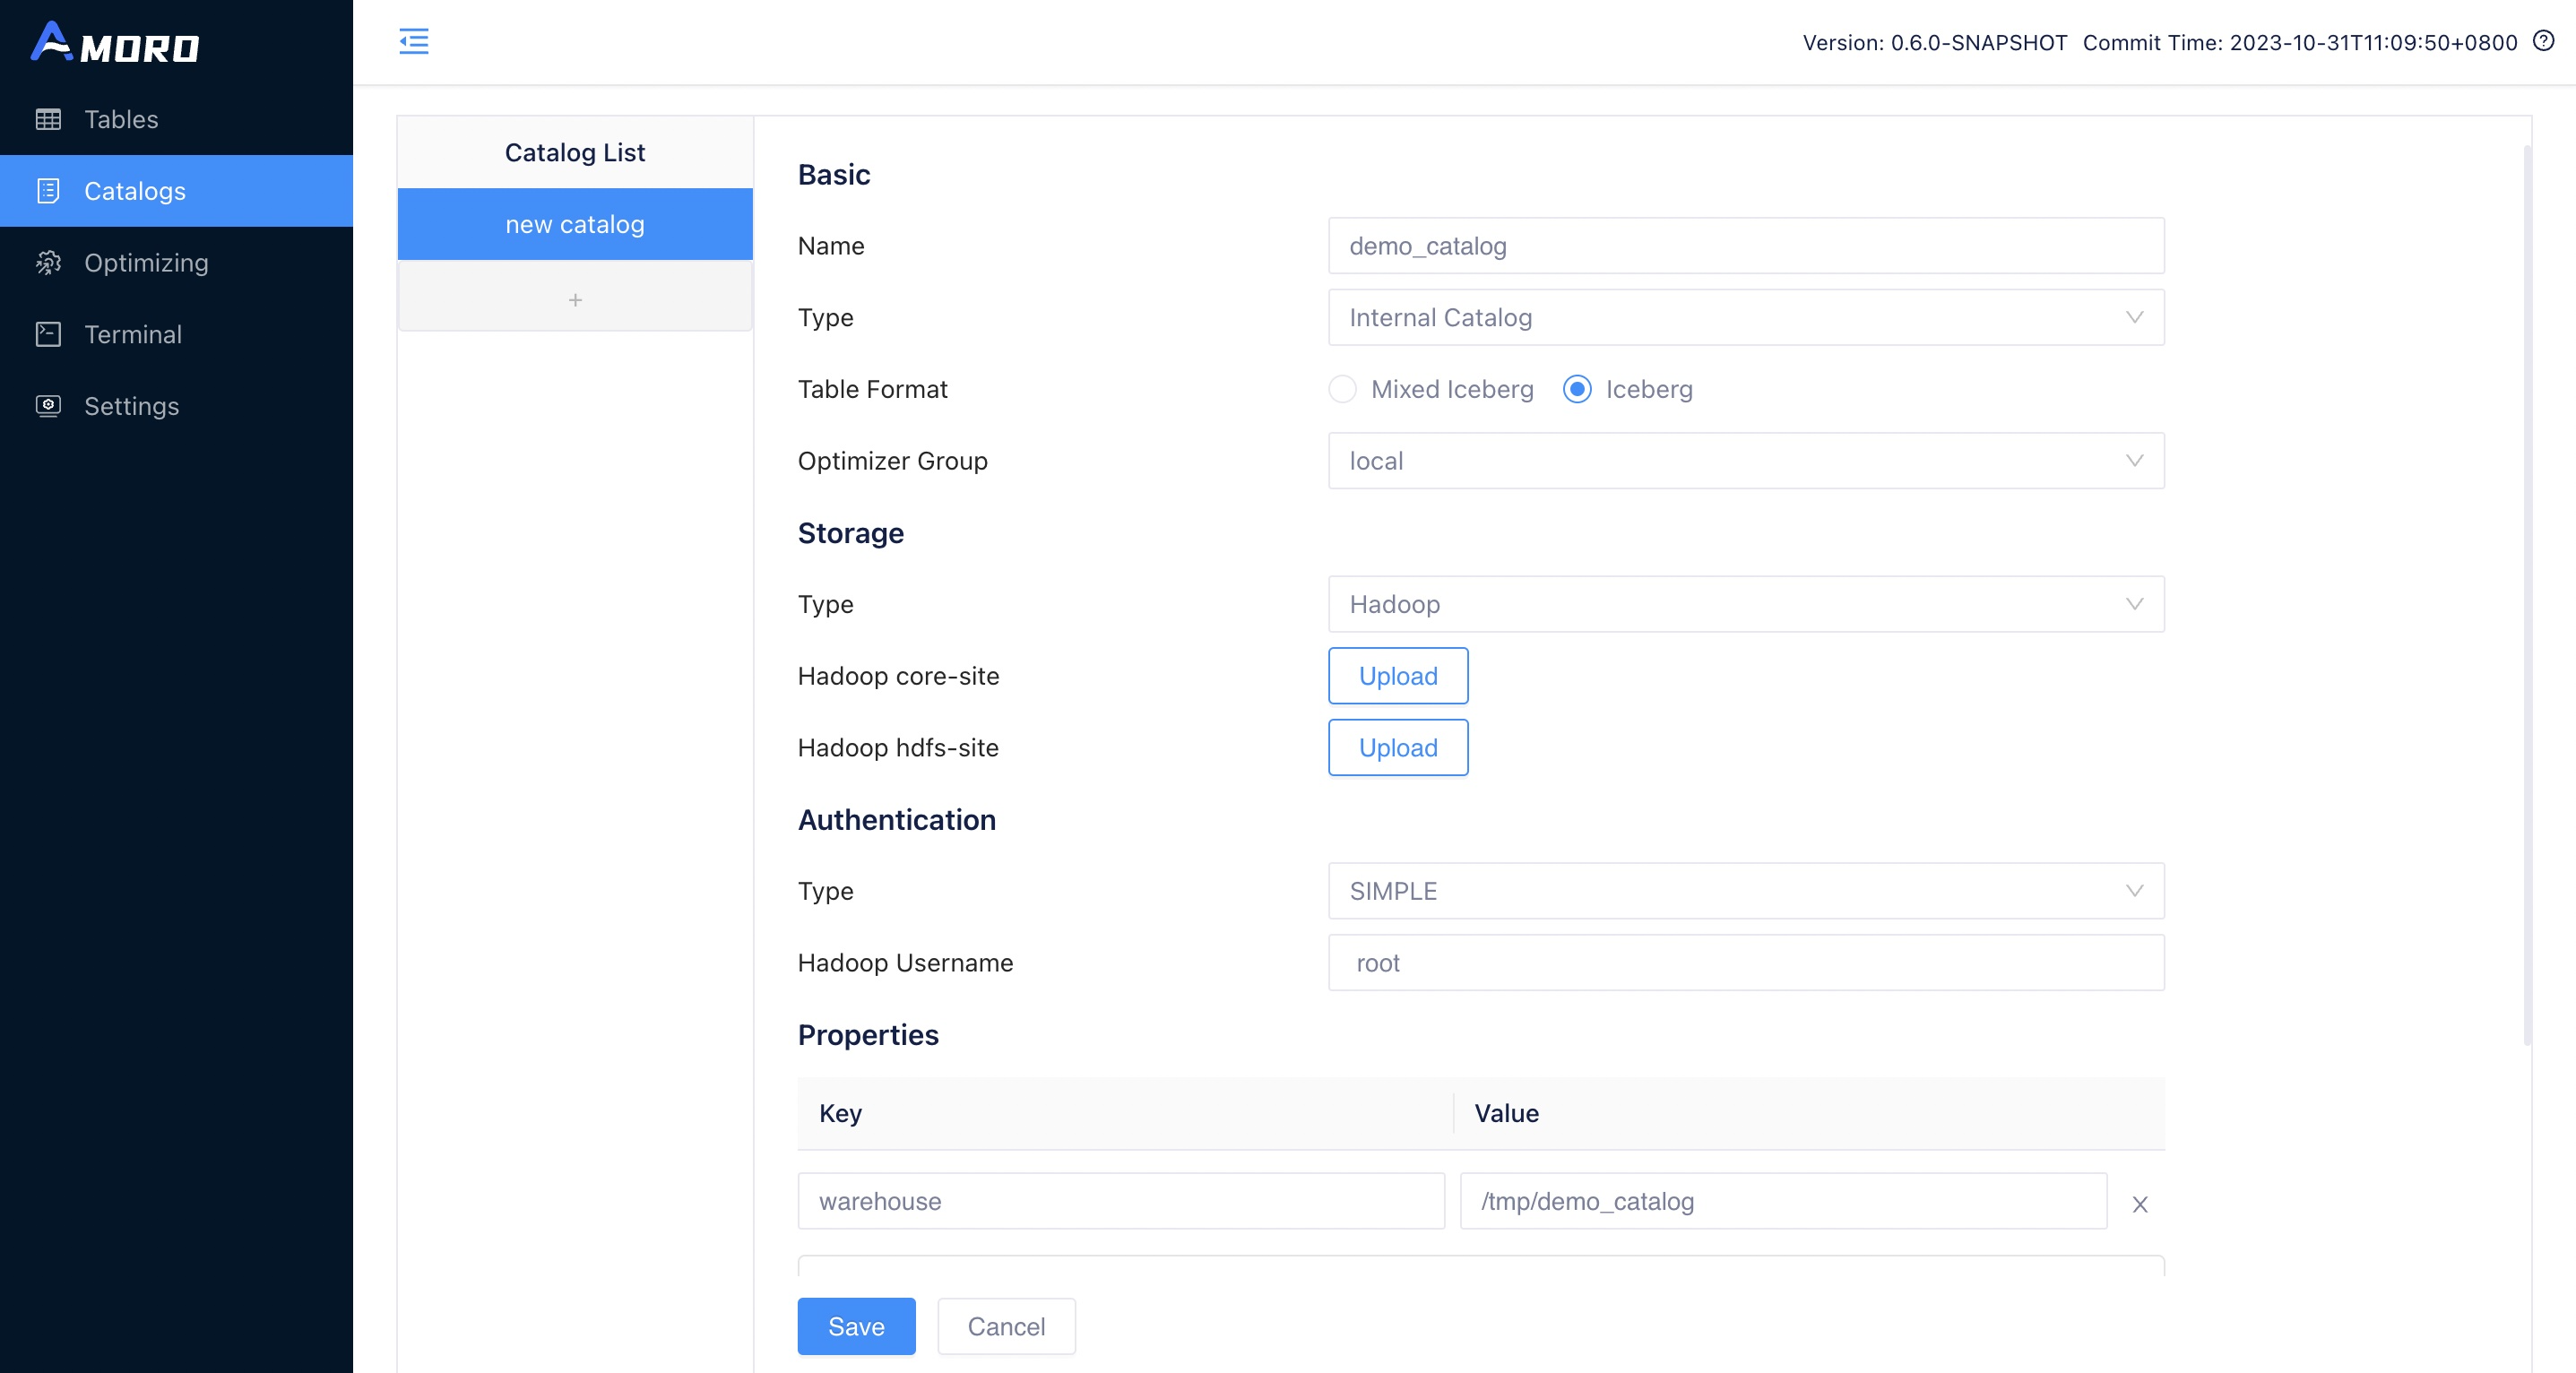 AMORO
Version: 0.6.0-SNAPSHOT Commit Time: 2023-10-31T11:09:50+0800
Tables
Catalogs
Optimizing
Terminal
Settings
Catalog List
new catalog
+
Basic
Name demo_catalog
Type Internal Catalog
Table Format Mixed Iceberg Iceberg
Optimizer Group local
Storage
Type Hadoop
Hadoop core-site Upload
Hadoop hdfs-site Upload
Authentication
Type SIMPLE
Hadoop Username root
Properties
Key Value
warehouse /tmp/demo_catalog
Save Cancel